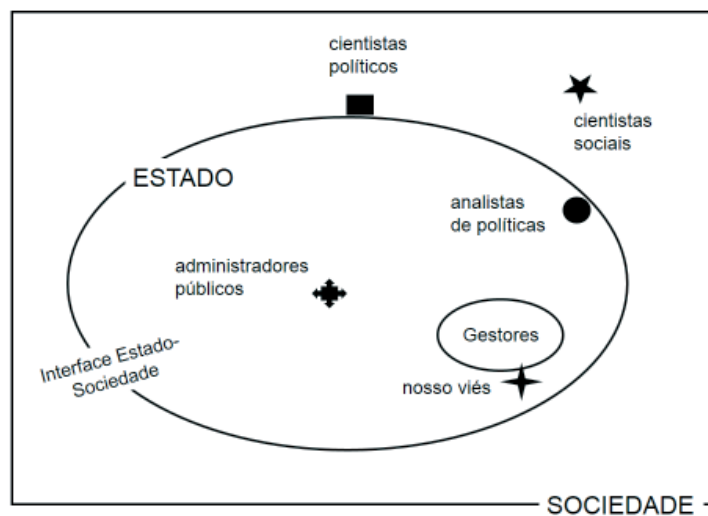 cientistas
políticos
cientistas
sociais
ESTADO
analistas
de políticas
administradores
públicos
Gestores
Interface Estado-
Sociedade
nosso viés
SOCIEDADE